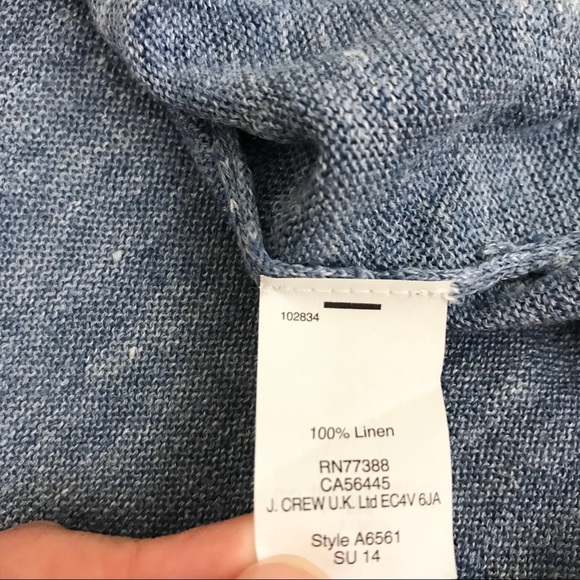 102834
100% Linen
RN77388
CA56445
J. CREW U.K. Ltd EC4V 6JA
Style A6561
SU 14